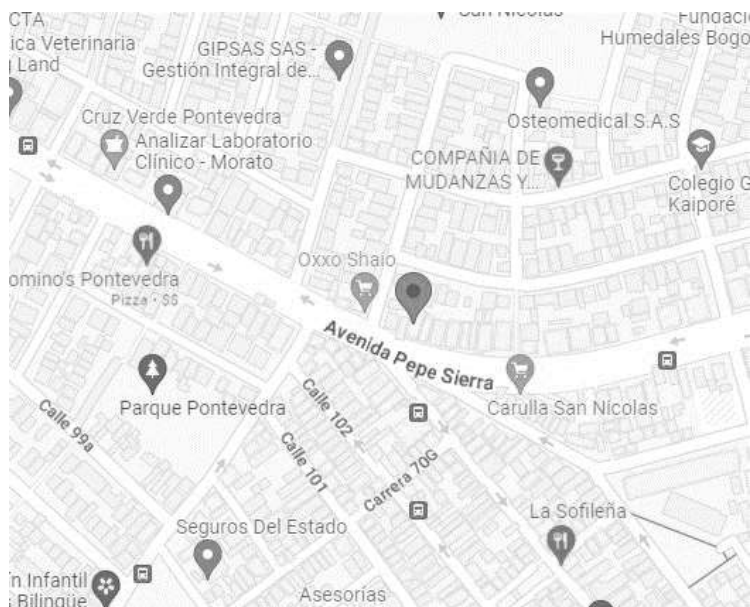 CTA
San Nicolas
Fundació
ica Veterinaria
Land
GIPSAS SAS -
Gestión Integral de...
Humedales Bogo
Cruz Verde Pontevedra
Analizar Laboratorio
Clínico - Morato
Osteomedical S.A.S
COMPAÑIA DE
MUDANZAS Y...
Colegio G
Kaiporé
Oxxo Shaio
omino's Pontevedra
Pizza · $$
Avenida Pepe Sierra
Parque Pontevedra
Carulla San Nicolas
Calle 99a
Calle 102
Calle 101
Carrera 70G
Seguros Del Estado
La Sofileña
n Infantil
Bilingüe
Asesorías